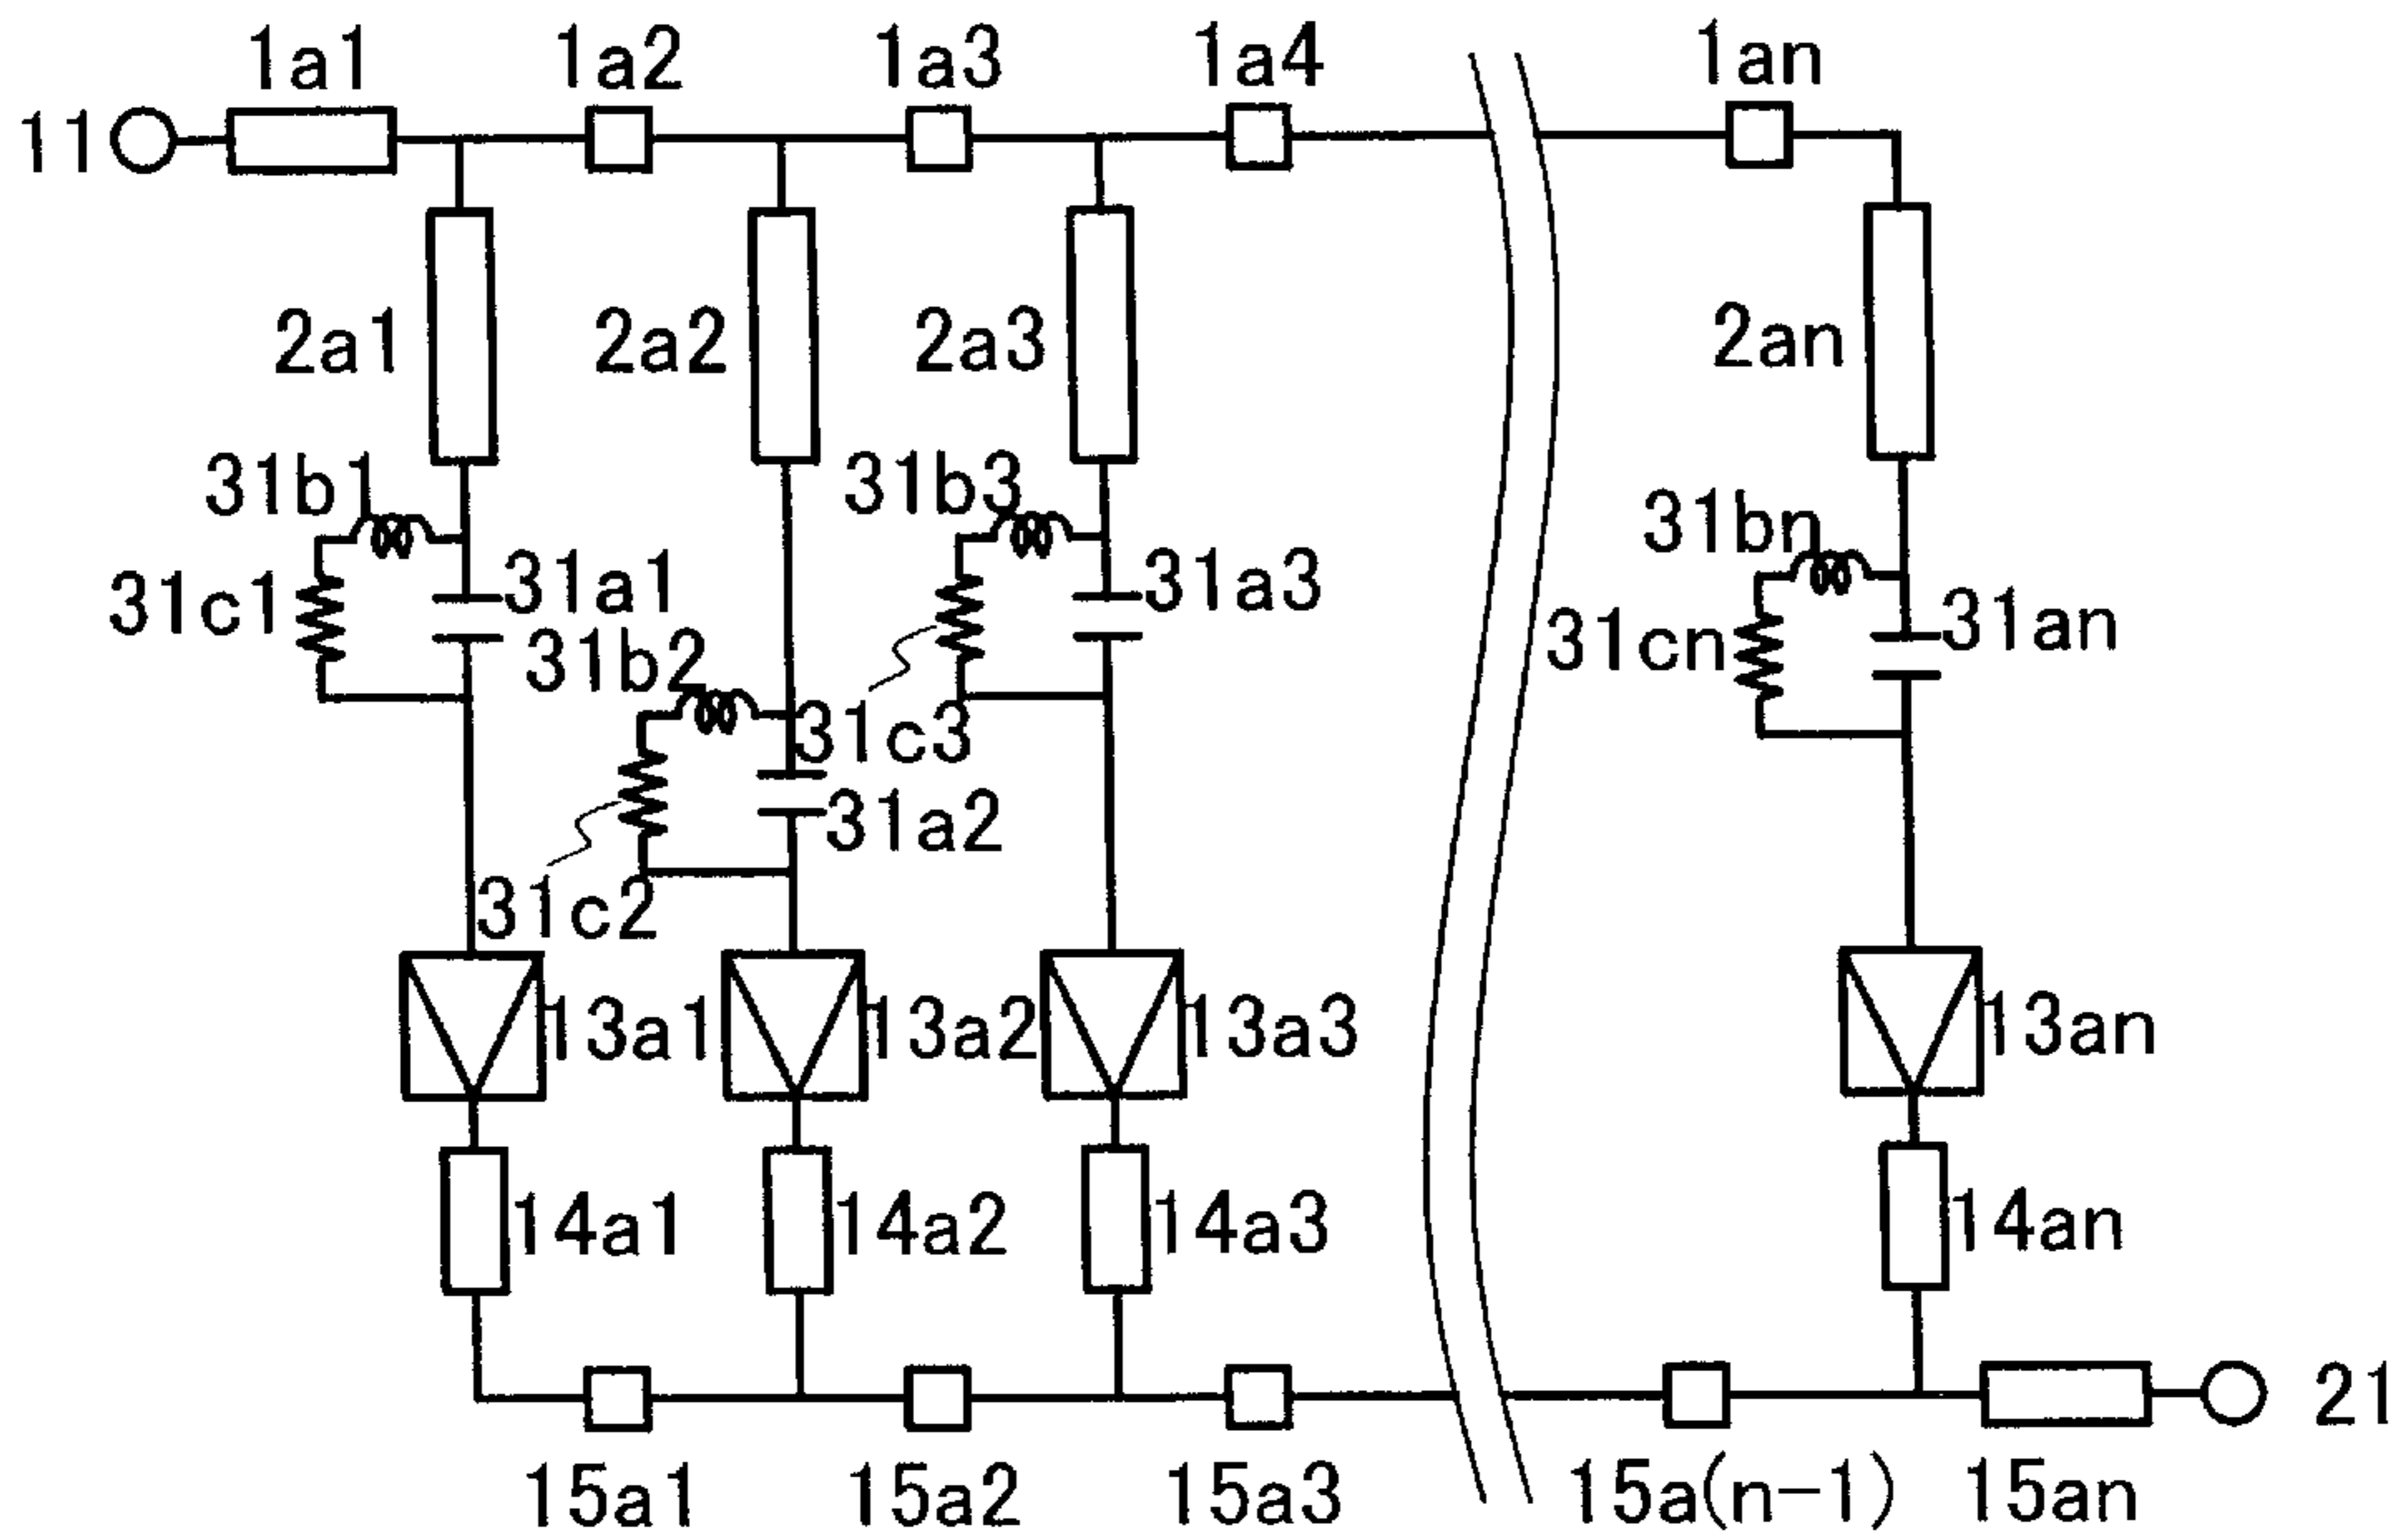 1a1 1a2 1a3 1a4 1an
11
2a1 2a2 2a3 2an
31b1 31b3 31bn
31c1 31a1 31a3 31cn 31an
31b2
31c3
31a2
31c2
13a1 13a2 13a3 13an
14a1 14a2 14a3 14an
21
15a1 15a2 15a3 15a(n-1) 15an